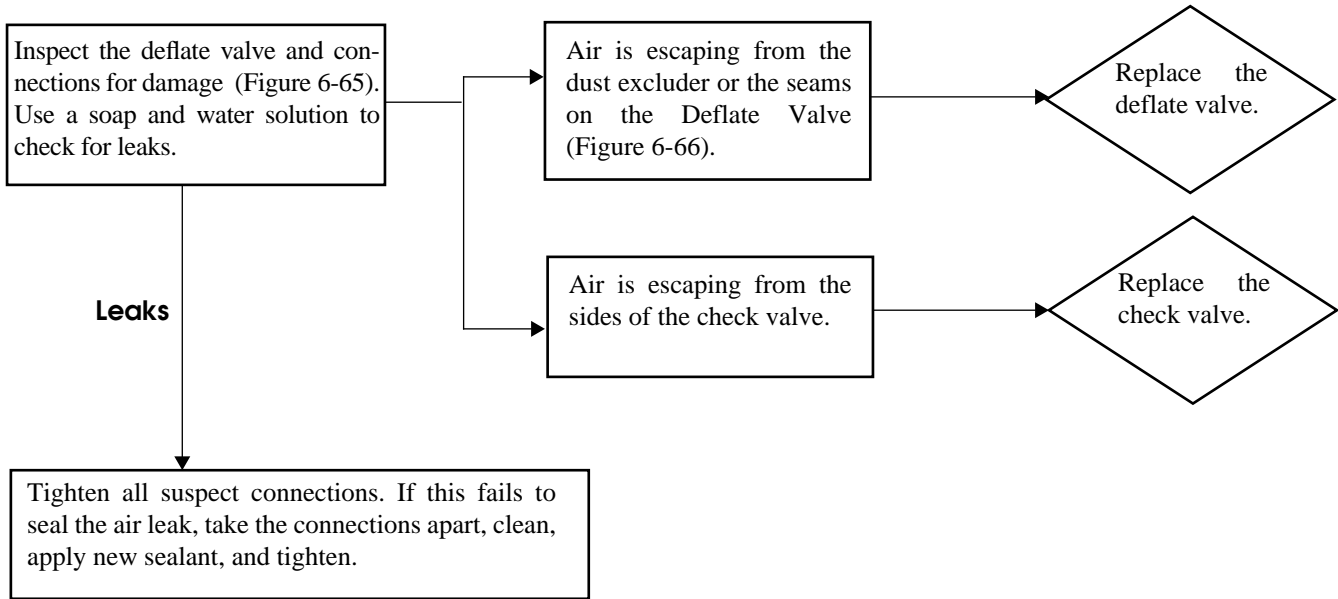 Inspect the deflate valve and con-
nections for damage (Figure 6-65).
Use a soap and water solution to
check for leaks.
Air is escaping from the
dust excluder or the seams
on the Deflate Valve
(Figure 6-66).
Replace the
deflate valve.
Air is escaping from the
sides of the check valve.
Replace the
check valve.
Leaks
Tighten all suspect connections. If this fails to
seal the air leak, take the connections apart, clean,
apply new sealant, and tighten.